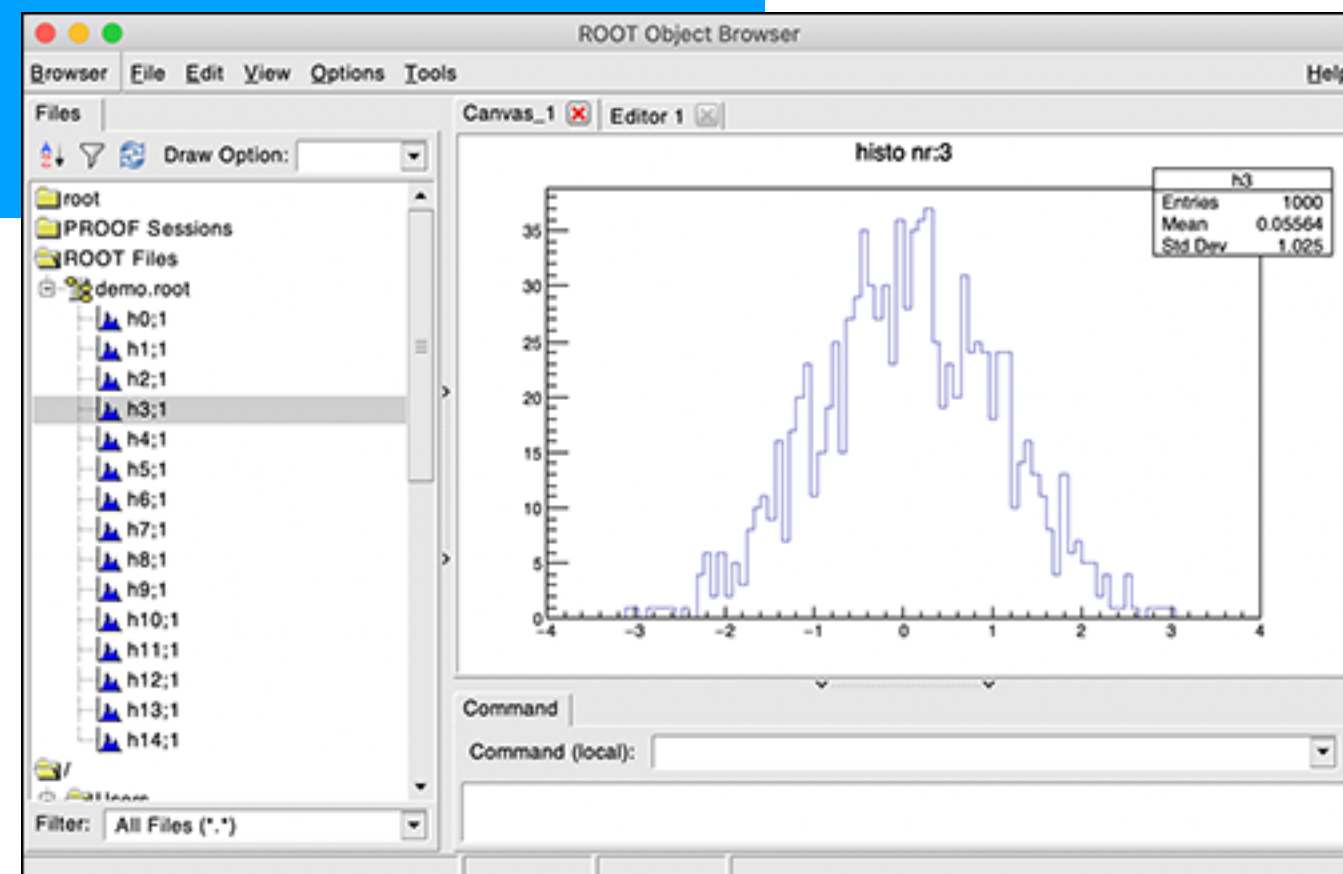 ROOT Object Browser
Browser File Edit View Options Tools Help
Files
Draw Option:
root
PROOF Sessions
ROOT Files
demo.root
h0;1
h1;1
h2;1
h3;1
h4;1
h5;1
h6;1
h7;1
h8;1
h9;1
h10;1
h11;1
h12;1
h13;1
h14;1
/
Users
Filter: All Files (*.*)
Canvas_1 Editor 1
histo nr:3
h3
Entries 1000
Mean 0.05564
Std Dev 1.025
35
30
25
20
15
10
5
0
-4 -3 -2 -1 0 1 2 3 4
Command
Command (local):